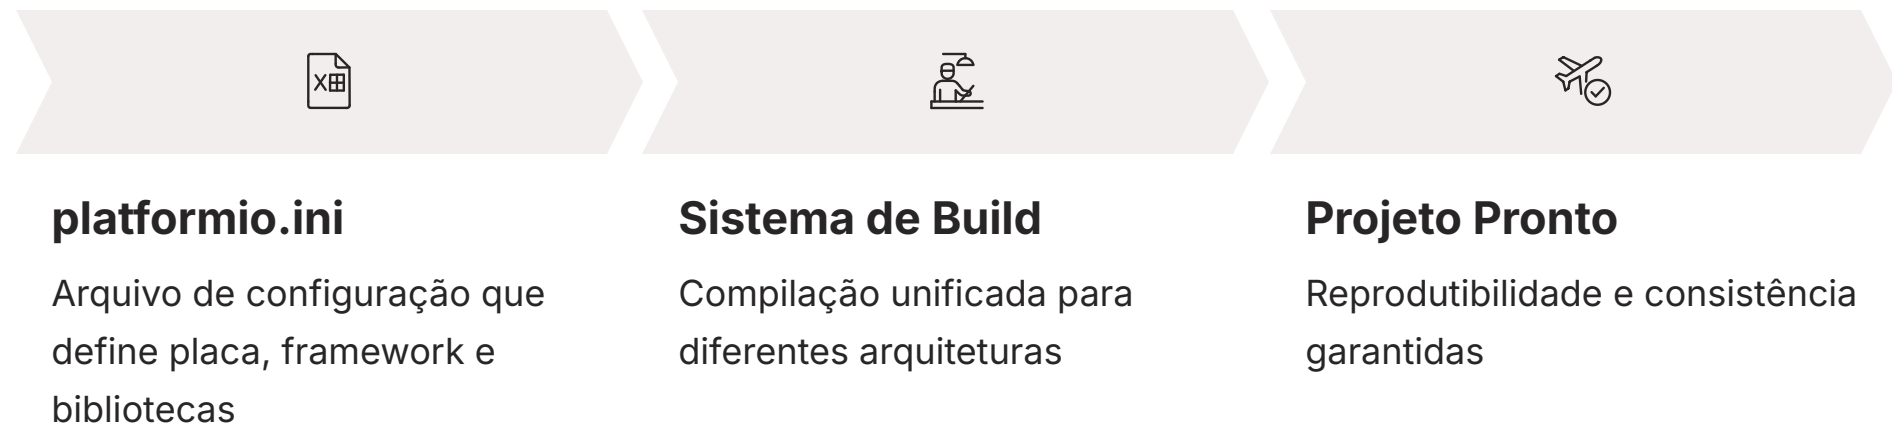 platformio.ini
Arquivo de configuração que
define placa, framework e
bibliotecas
Sistema de Build
Compilação unificada para
diferentes arquiteturas
Projeto Pronto
Reprodutibilidade e consistência
garantidas